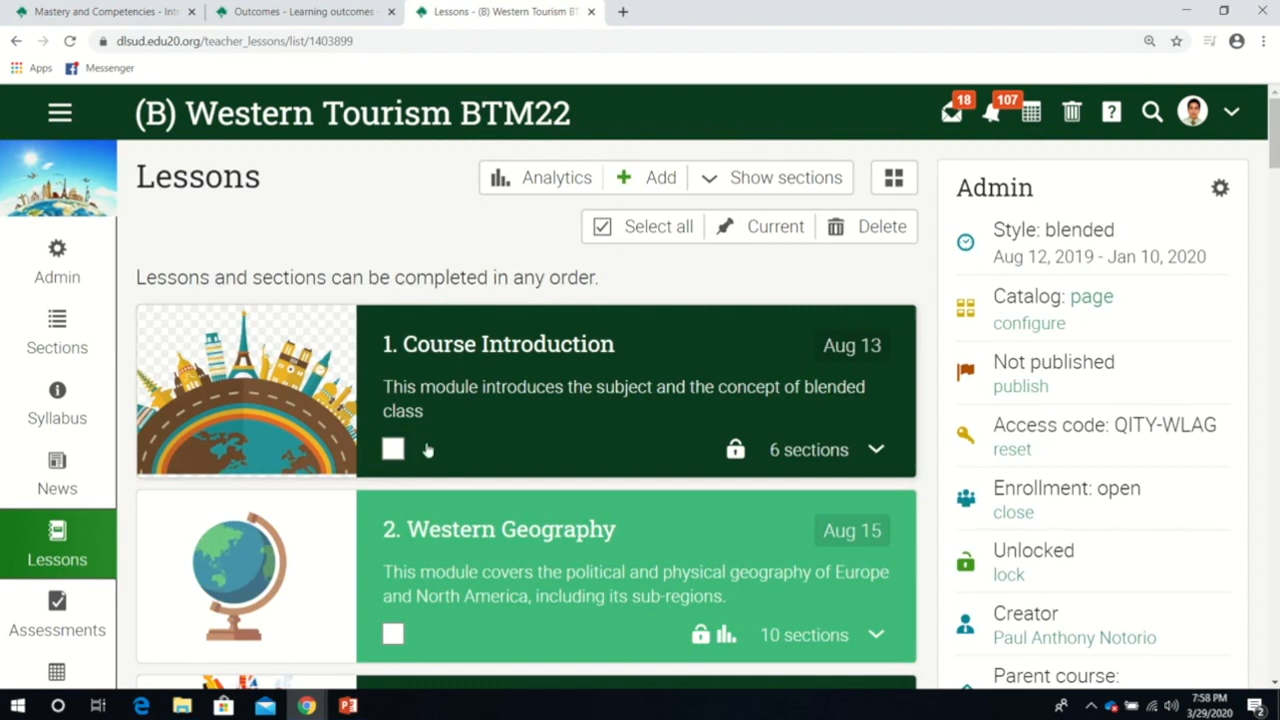 Mastery and Competencies - Intr
Outcomes - Learning outcomes -
Lessons - (B) Western Tourism BT
dlsud.edu20.org/teacher_lessons/list/1403899
Apps
Messenger
(B) Western Tourism BTM22
18
107
Lessons
Analytics
Add
Show sections
Select all
Current
Delete
Lessons and sections can be completed in any order.
1. Course Introduction
Aug 13
This module introduces the subject and the concept of blended
class
6 sections
2. Western Geography
Aug 15
This module covers the political and physical geography of Europe
and North America, including its sub-regions.
10 sections
Admin
Sections
Syllabus
News
Lessons
Assessments
Admin
Style: blended
Aug 12, 2019 - Jan 10, 2020
Catalog: page
configure
Not published
publish
Access code: QITY-WLAG
reset
Enrollment: open
close
Unlocked
lock
Creator
Paul Anthony Notorio
Parent course:
7:58 PM
3/29/2020
2